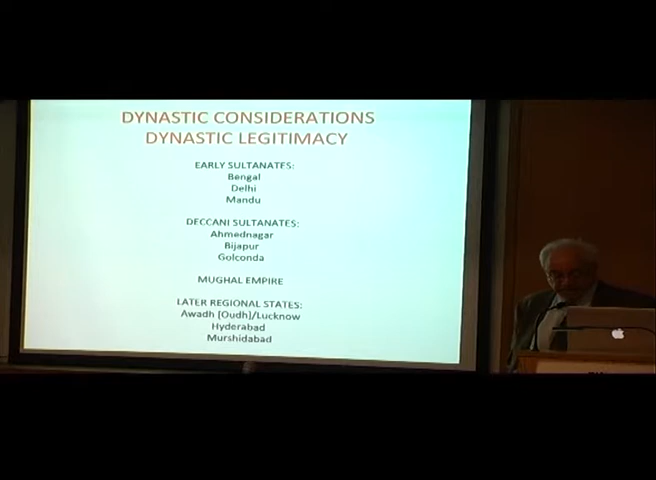 DYNASTIC CONSIDERATIONS
DYNASTIC LEGITIMACY
EARLY SULTANATES:
Bengal
Delhi
Mandu
DECCANI SULTANATES:
Ahmednagar
Bijapur
Golconda
MUGHAL EMPIRE
LATER REGIONAL STATES:
Awadh [Oudh]/Lucknow
Hyderabad
Murshidabad